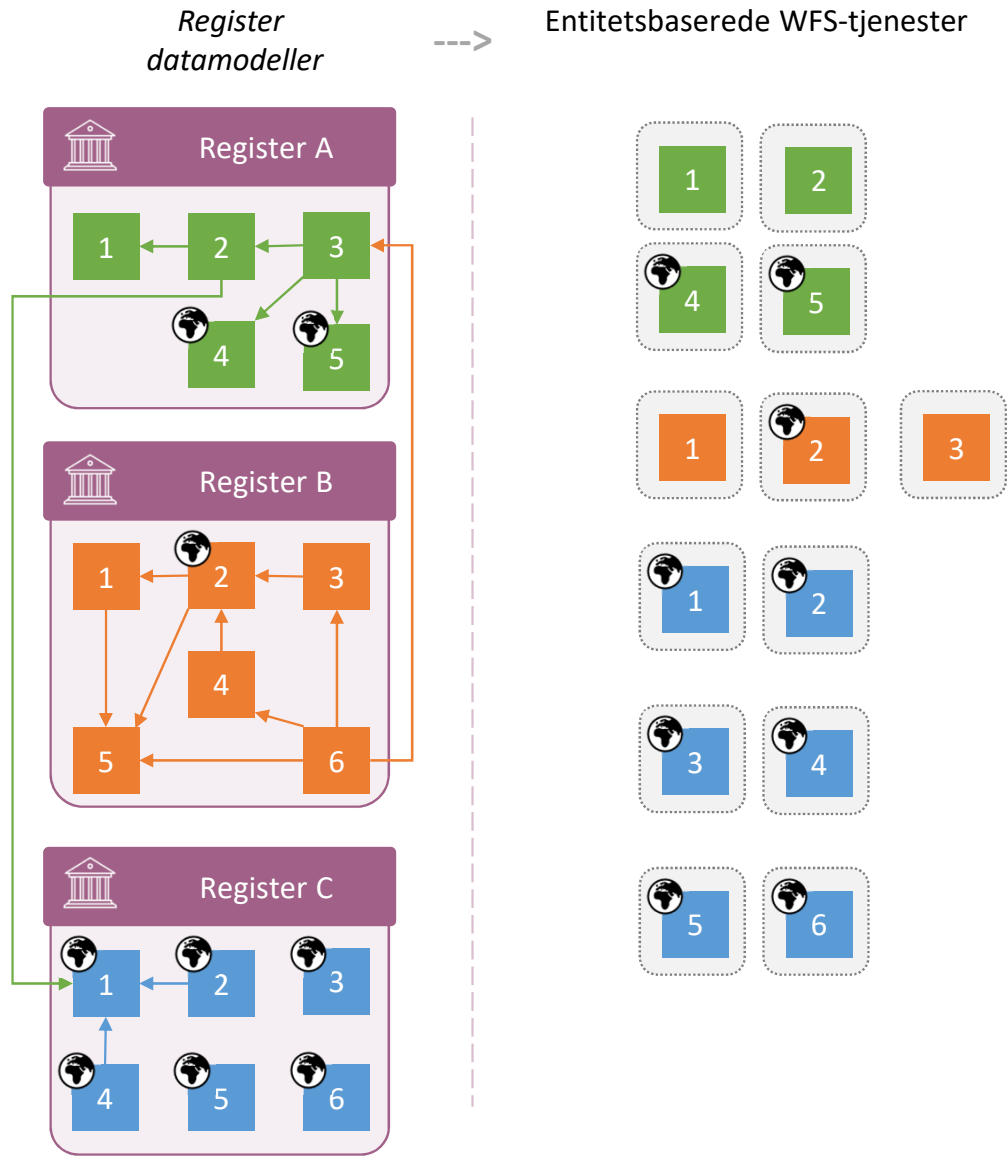 Register
datamodeller
--->
Entitetsbaserede WFS-tjenester
Register A
1 2 3
4 5
Register B
1 2 3
4
5 6
Register C
1 2 3
4 5 6
1 2
4 5
1 2 3
1 2
3 4
5 6